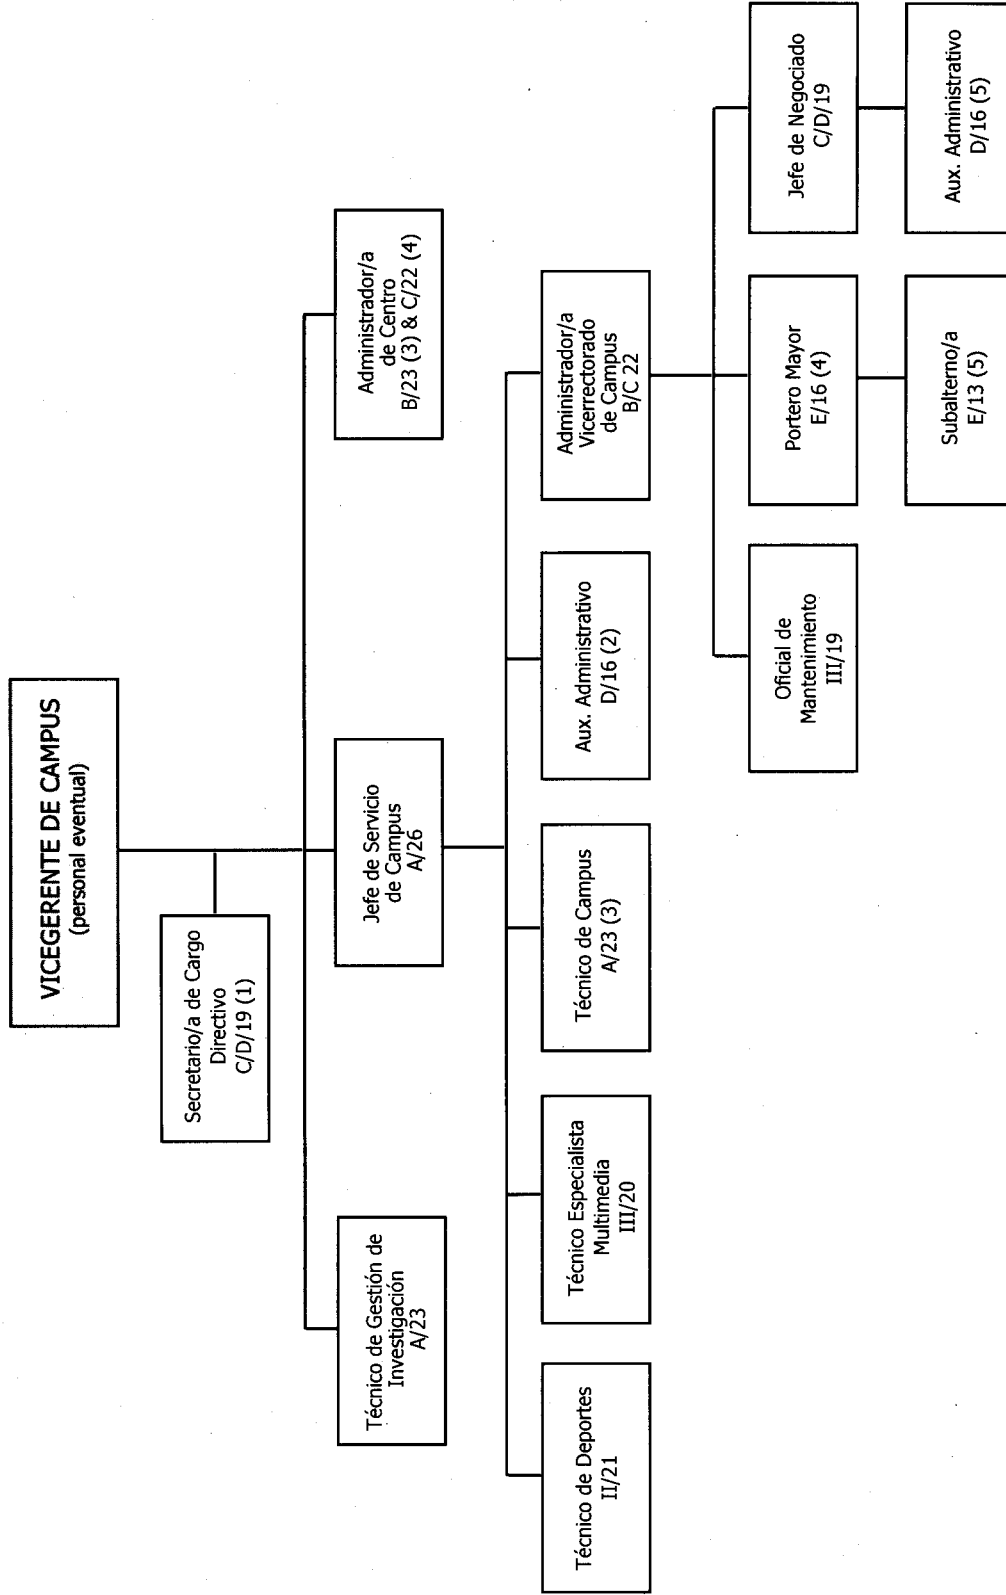 VICEGERENTE DE CAMPUS
(personal eventual)
Secretario/a de Cargo
Directivo
C/D/19 (1)
Técnico de Gestión de
Investigación
A/23
Jefe de Servicio
de Campus
A/26
Administrador/a
de Centro
B/23 (3) & C/22 (4)
Técnico de Deportes
II/21
Técnico Especialista
Multimedia
III/20
Técnico de Campus
A/23 (3)
Aux. Administrativo
D/16 (2)
Administrador/a
Vicerrectorado
de Campus
B/C 22
Oficial de
Mantenimiento
III/19
Portero Mayor
E/16 (4)
Jefe de Negociado
C/D/19
Subalterno/a
E/13 (5)
Aux. Administrativo
D/16 (5)